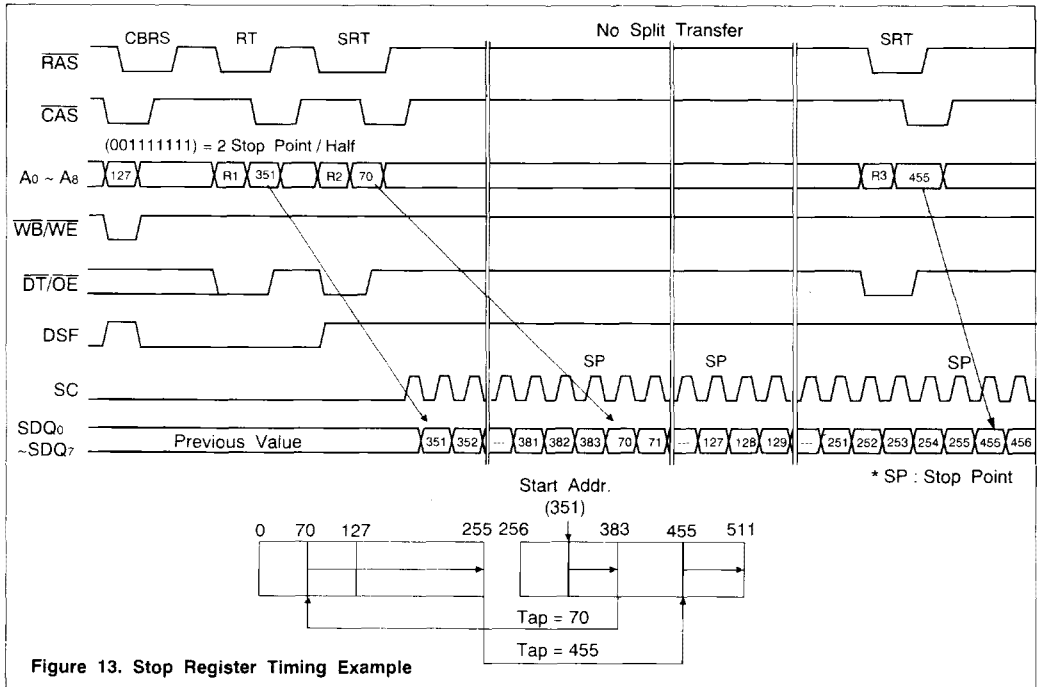 CBRS RT SRT No Split Transfer SRT
RAS
CAS
(001111111) = 2 Stop Point / Half
A0 ~ A8 127 R1 351 R2 70 R3 455
WB/WE
DT/OE
DSF
SP SP SP
SC
SDQ0
~SDQ7 Previous Value 351 352 --- 381 382 383 70 71 --- 127 128 129 --- 251 252 253 254 255 455 456
* SP : Stop Point
Start Addr.
(351)
0 70 127 255 256 383 455 511
Tap = 70
Tap = 455
Figure 13. Stop Register Timing Example